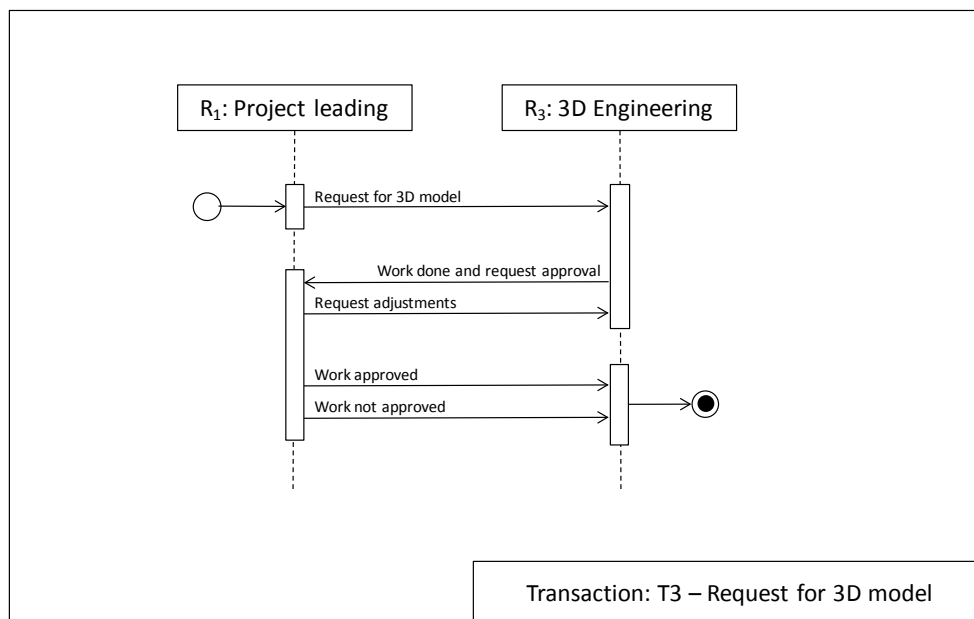 R₁: Project leading
R₃: 3D Engineering
Request for 3D model
Work done and request approval
Request adjustments
Work approved
Work not approved
Transaction: T3 – Request for 3D model